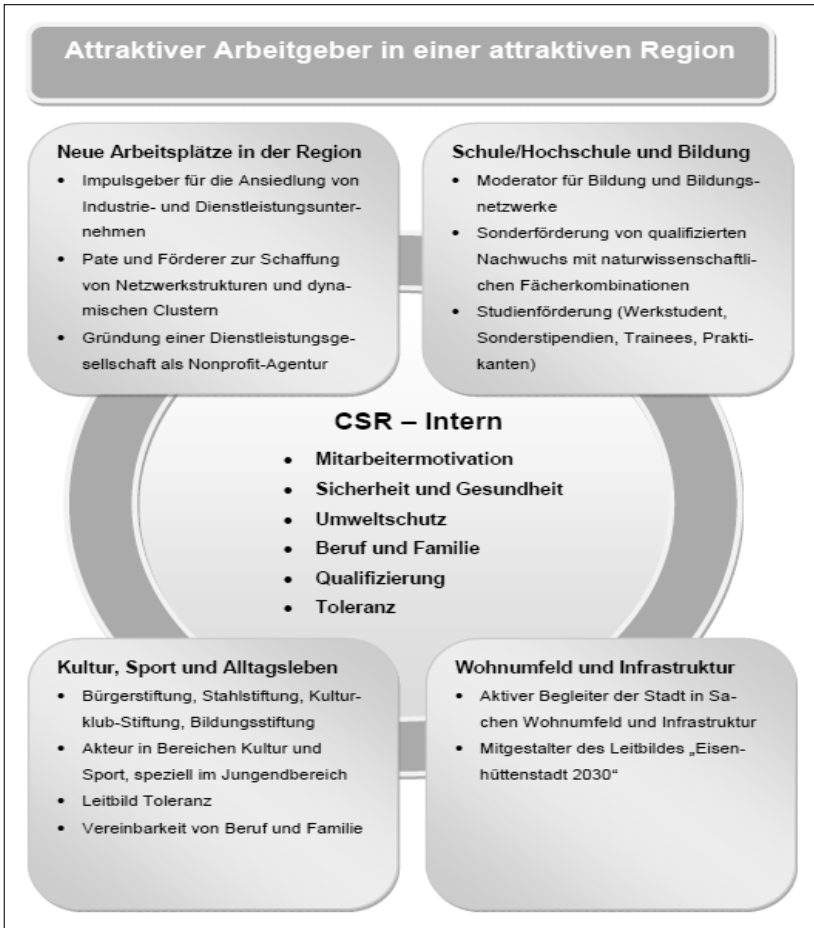 Attraktiver Arbeitgeber in einer attraktiven Region
Neue Arbeitsplätze in der Region
• Impulsgeber für die Ansiedlung von
Industrie- und Dienstleistungsunter-
nehmen
• Pate und Förderer zur Schaffung
von Netzwerkstrukturen und dyna-
mischen Clustern
• Gründung einer Dienstleistungsge-
sellschaft als Nonprofit-Agentur
Schule/Hochschule und Bildung
• Moderator für Bildung und Bildungs-
netzwerke
• Sonderförderung von qualifizierten
Nachwuchs mit naturwissenschaftli-
chen Fächerkombinationen
• Studienförderung (Werkstudent,
Sonderstipendien, Trainees, Prakti-
kanten)
CSR – Intern
• Mitarbeitermotivation
• Sicherheit und Gesundheit
• Umweltschutz
• Beruf und Familie
• Qualifizierung
• Toleranz
Kultur, Sport und Alltagsleben
• Bürgerstiftung, Stahlstiftung, Kultur-
klub-Stiftung, Bildungsstiftung
• Akteur in Bereichen Kultur und
Sport, speziell im Jungendbereich
• Leitbild Toleranz
• Vereinbarkeit von Beruf und Familie
Wohnumfeld und Infrastruktur
• Aktiver Begleiter der Stadt in Sa-
chen Wohnumfeld und Infrastruktur
• Mitgestalter des Leitbildes „Eisen-
hüttenstadt 2030“